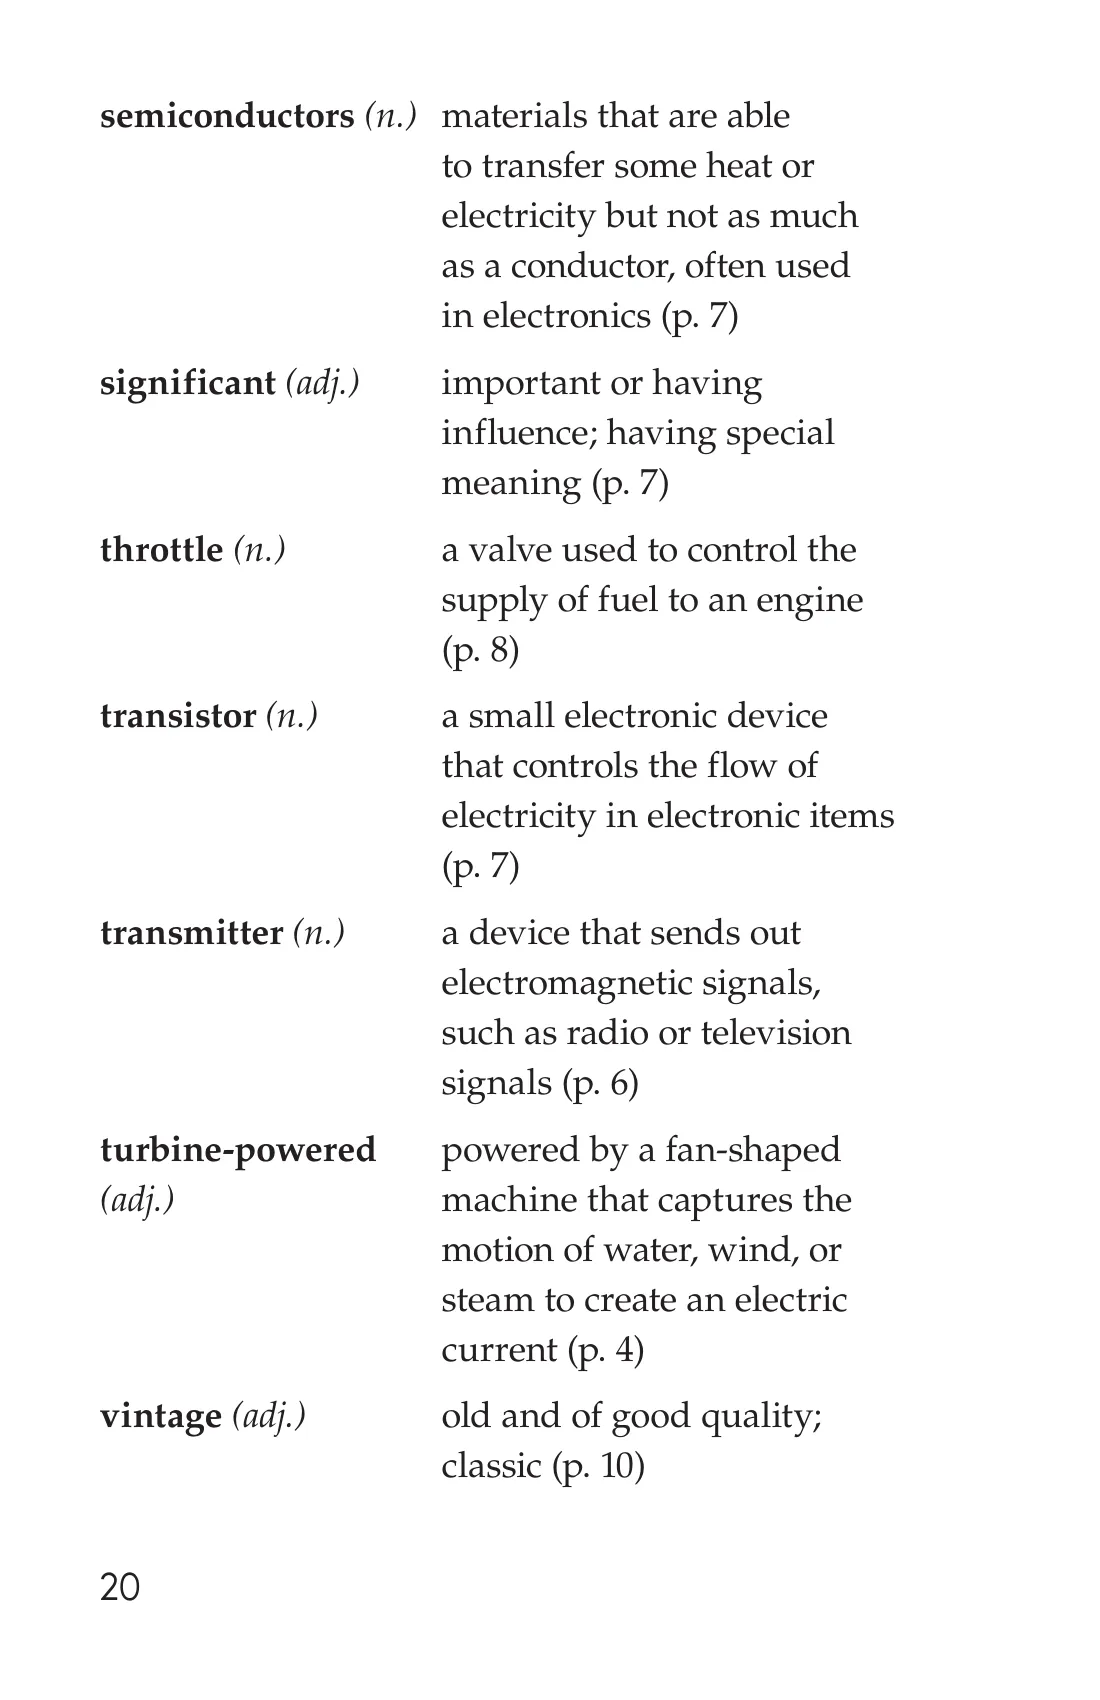 semiconductors (n.) materials that are able
to transfer some heat or
electricity but not as much
as a conductor, often used
in electronics (p. 7)
significant (adj.) important or having
influence; having special
meaning (p. 7)
throttle (n.) a valve used to control the
supply of fuel to an engine
(p. 8)
transistor (n.) a small electronic device
that controls the flow of
electricity in electronic items
(p. 7)
transmitter (n.) a device that sends out
electromagnetic signals,
such as radio or television
signals (p. 6)
turbine-powered powered by a fan-shaped
(adj.) machine that captures the
motion of water, wind, or
steam to create an electric
current (p. 4)
vintage (adj.) old and of good quality;
classic (p. 10)
20